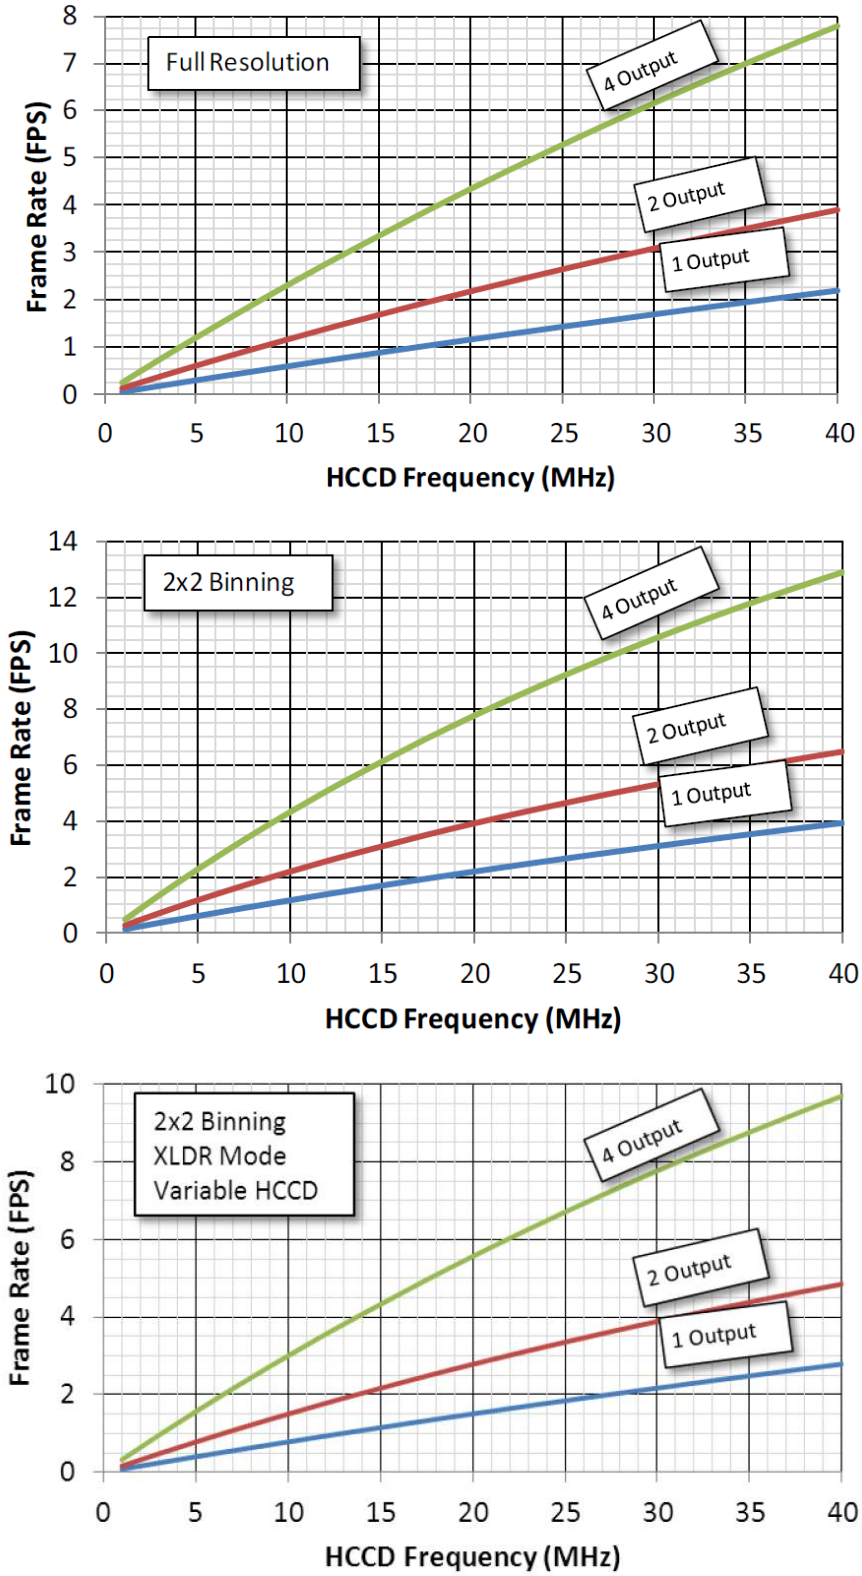 Full Resolution
4 Output
2 Output
1 Output
Frame Rate (FPS)
8
7
6
5
4
3
2
1
0
0 5 10 15 20 25 30 35 40
HCCD Frequency (MHz)
2x2 Binning
4 Output
2 Output
1 Output
Frame Rate (FPS)
14
12
10
8
6
4
2
0
0 5 10 15 20 25 30 35 40
HCCD Frequency (MHz)
2x2 Binning
XLDR Mode
Variable HCCD
4 Output
2 Output
1 Output
Frame Rate (FPS)
10
8
6
4
2
0
0 5 10 15 20 25 30 35 40
HCCD Frequency (MHz)